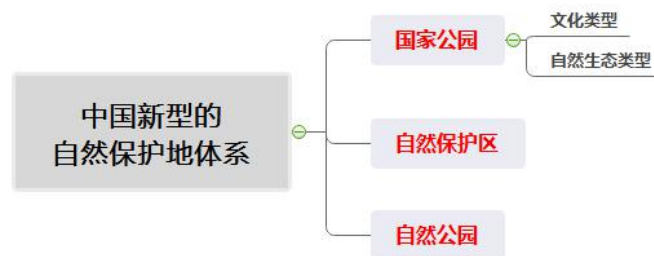 中国新型的
自然保护地体系
国家公园
文化类型
自然生态类型
自然保护区
自然公园